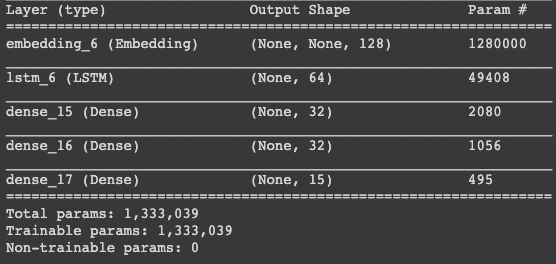 Layer (type) Output Shape Param #
=================================================================
embedding_6 (Embedding) (None, None, 128) 1280000
_________________________________________________________________
lstm_6 (LSTM) (None, 64) 49408
_________________________________________________________________
dense_15 (Dense) (None, 32) 2080
_________________________________________________________________
dense_16 (Dense) (None, 32) 1056
_________________________________________________________________
dense_17 (Dense) (None, 15) 495
=================================================================
Total params: 1,333,039
Trainable params: 1,333,039
Non-trainable params: 0